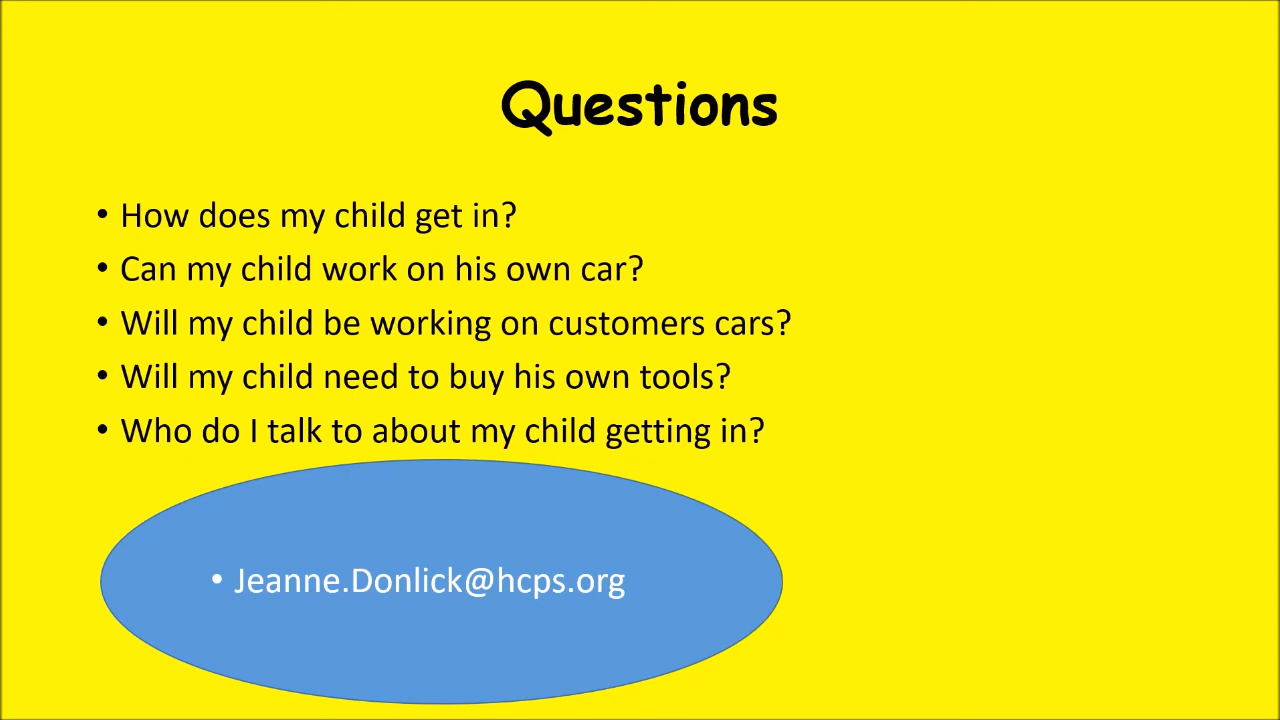 Questions
• How does my child get in?
• Can my child work on his own car?
• Will my child be working on customers cars?
• Will my child need to buy his own tools?
• Who do I talk to about my child getting in?
• Jeanne.Donlick@hcps.org